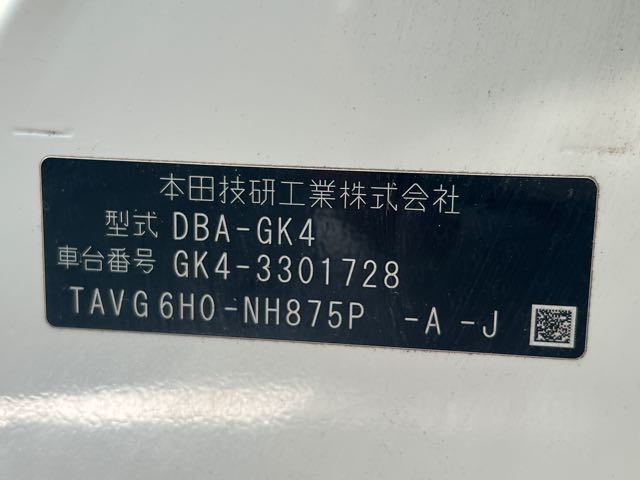 本田技研工業株式会社
型式 DBA-GK4
車台番号 GK4-3301728
TAVG6H0-NH875P -A -J